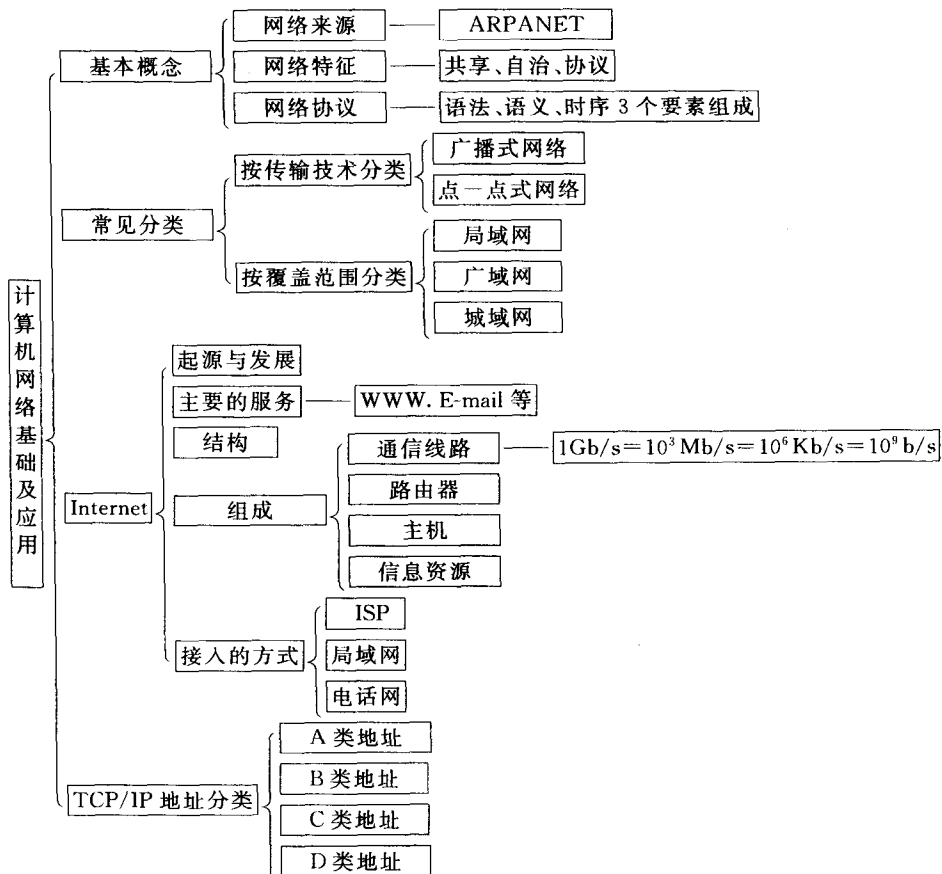 计算机网络基础及应用
基本概念
网络来源
ARPANET
网络特征
共享、自治、协议
网络协议
语法、语义、时序 3 个要素组成
常见分类
按传输技术分类
广播式网络
点一点式网络
按覆盖范围分类
局域网
广域网
城域网
Internet
起源与发展
主要的服务
WWW. E-mail 等
结构
组成
通信线路
1Gb/s=10³Mb/s=10⁶Kb/s=10⁹b/s
路由器
主机
信息资源
接入的方式
ISP
局域网
电话网
TCP/IP 地址分类
A 类地址
B 类地址
C 类地址
D 类地址